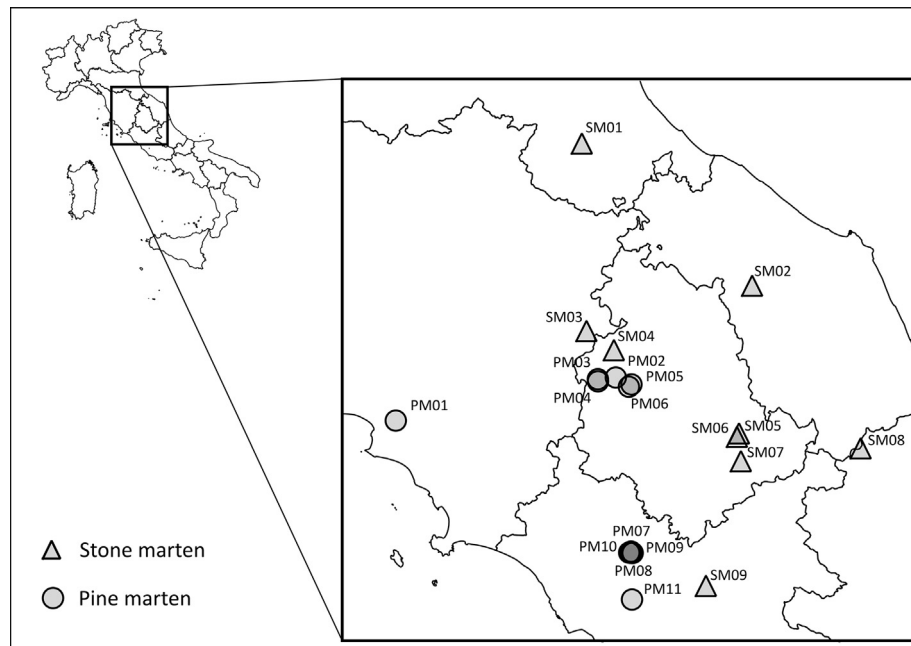 SM01
SM02
SM03
SM04
PM03
PM02
PM05
PM04
PM06
PM01
SM06
SM05
SM08
SM07
PM07
PM10
PM09
PM08
SM09
PM11
Stone marten
Pine marten